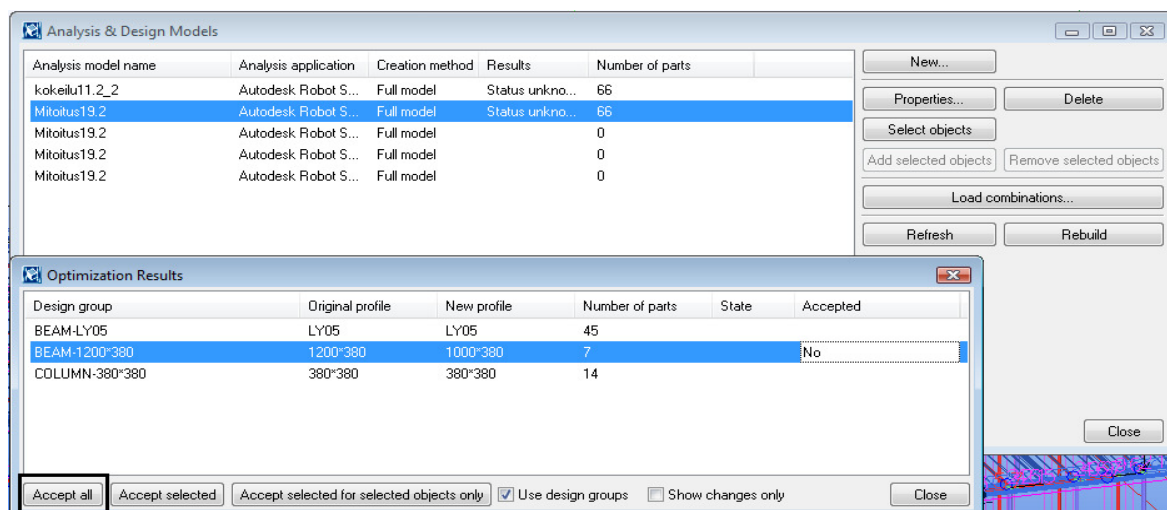 Analysis & Design Models
Analysis model name Analysis application Creation method Results Number of parts
kokeilu11.2_2 Autodesk Robot S... Full model Status unkno... 66
Mitoitus19.2 Autodesk Robot S... Full model Status unkno... 66
Mitoitus19.2 Autodesk Robot S... Full model 0
Mitoitus19.2 Autodesk Robot S... Full model 0
Mitoitus19.2 Autodesk Robot S... Full model 0
New...
Properties... Delete
Select objects
Add selected objects Remove selected objects
Load combinations...
Refresh Rebuild
Close
Optimization Results
Design group Original profile New profile Number of parts State Accepted
BEAM-LY05 LY05 LY05 45
BEAM-1200*380 1200*380 1000*380 7 No
COLUMN-380*380 380*380 380*380 14
Accept all Accept selected Accept selected for selected objects only Use design groups Show changes only Close